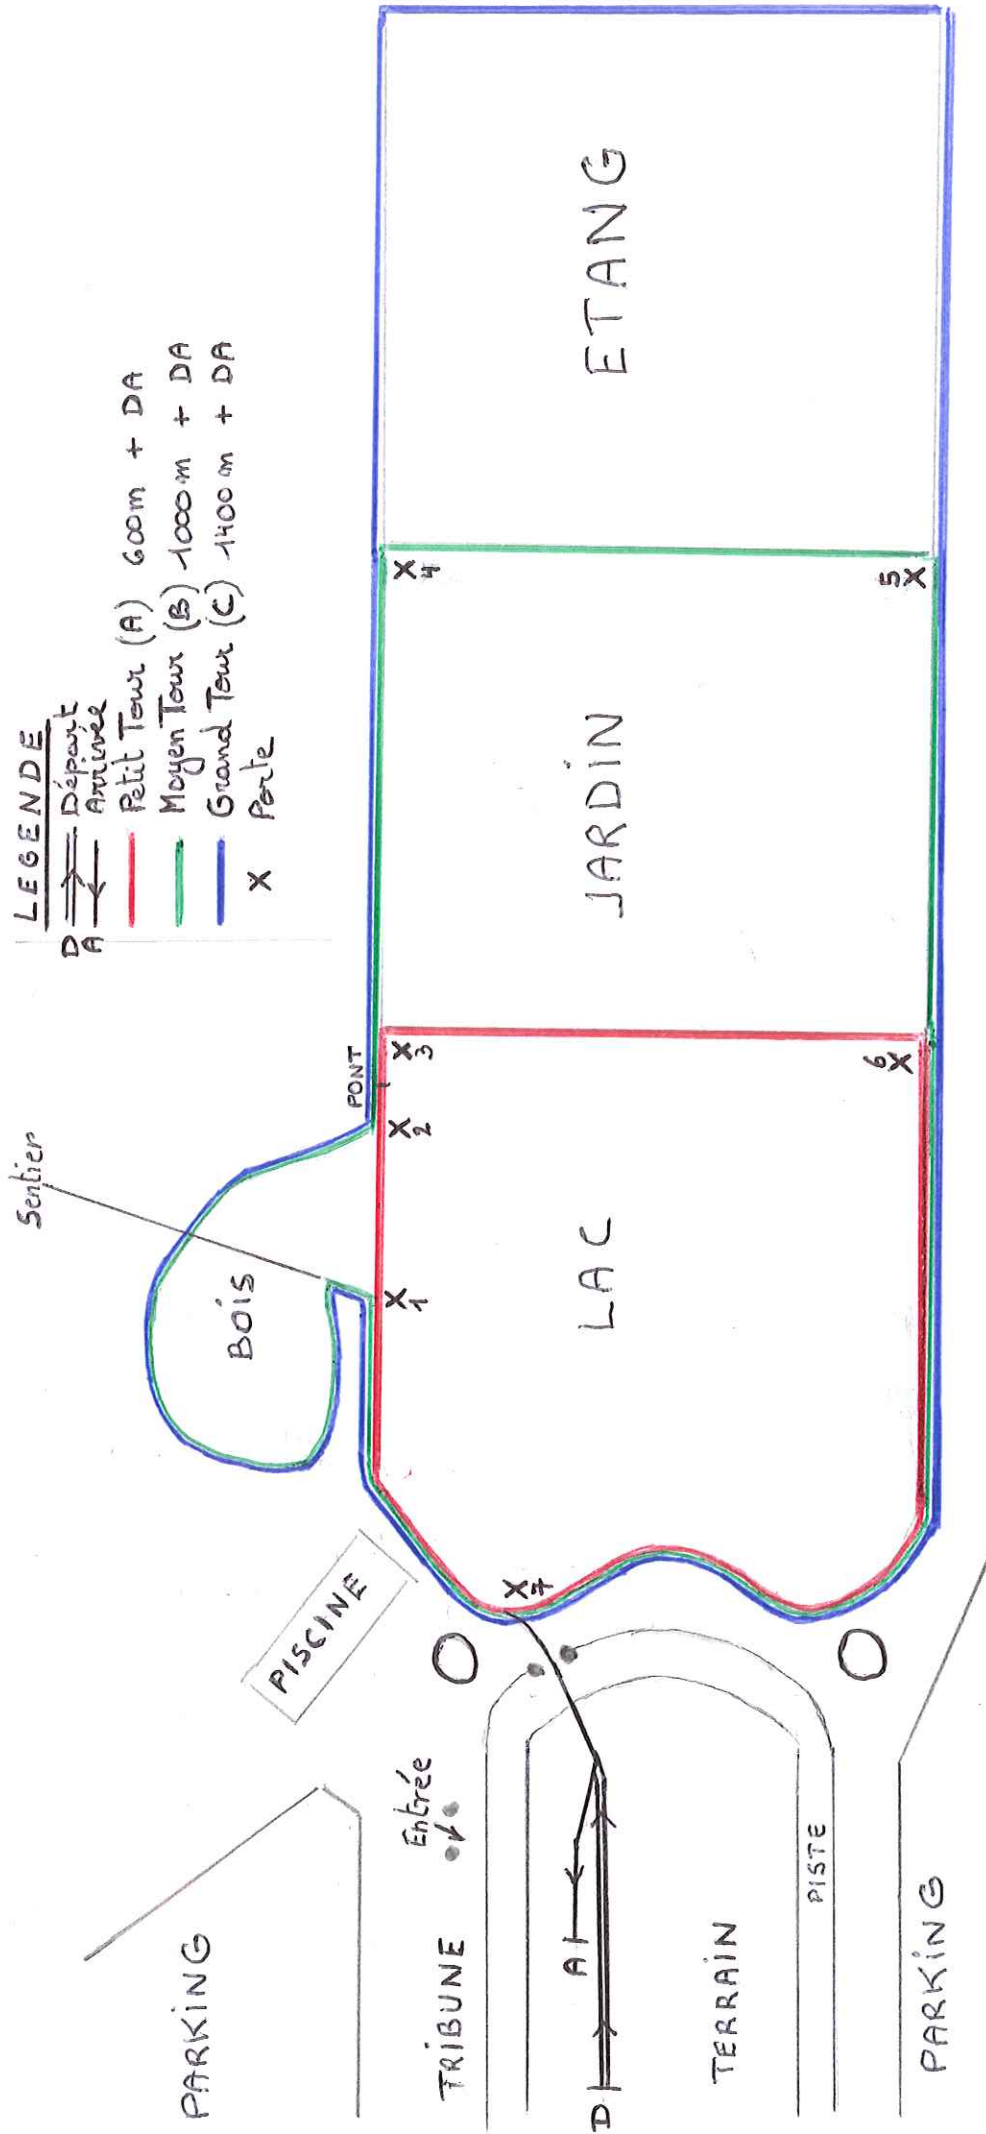 LEGENDE
D Départ
A Arrivée
Petit Tour (A) 600m + DA
Moyen Tour (B) 1000m + DA
Grand Tour (C) 1400m + DA
X Porte
Sentier
PONT
BOIS
X 1
X 2
X 3
X 4
5 X
6 X
X 7
LAC
JARDIN
ETANG
PISCINE
PARKING
Entrée
TRIBUNE
A
D
TERRAIN
PISTE
PARKING